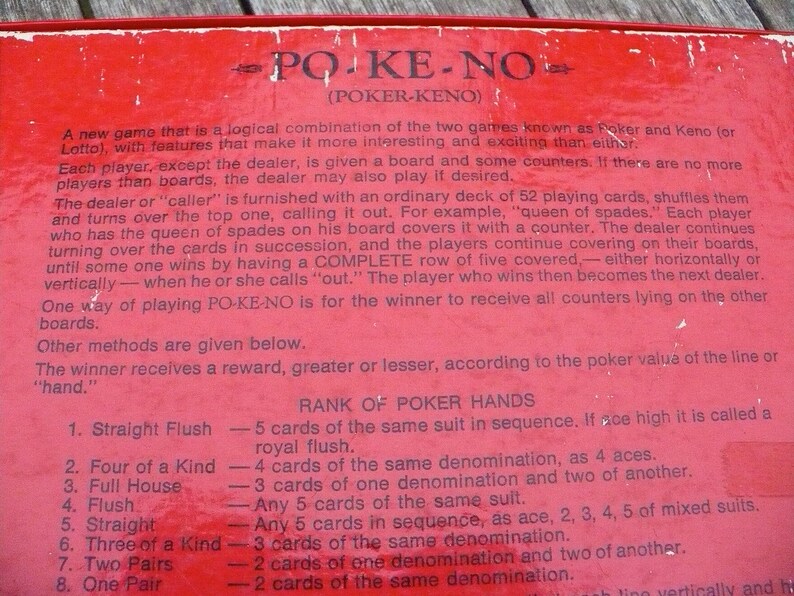 PO-KE-NO
(POKER-KENO)
A new game that is a logical combination of the two games known as Poker and Keno (or
Lotto), with features that make it more interesting and exciting than either.
Each player, except the dealer, is given a board and some counters. If there are no more
players than boards, the dealer may also play if desired.
The dealer or "caller" is furnished with an ordinary deck of 52 playing cards, shuffles them
and turns over the top one, calling it out. For example, "queen of spades." Each player
who has the queen of spades on his board covers it with a counter. The dealer continues
turning over the cards in succession, and the players continue covering on their boards,
until some one wins by having a COMPLETE row of five covered,— either horizontally or
vertically — when he or she calls "out." The player who wins then becomes the next dealer.
One way of playing PO-KE-NO is for the winner to receive all counters lying on the other
boards.
Other methods are given below.
The winner receives a reward, greater or lesser, according to the poker value of the line or
"hand."
RANK OF POKER HANDS
1. Straight Flush — 5 cards of the same suit in sequence. If ace high it is called a
royal flush.
2. Four of a Kind — 4 cards of the same denomination, as 4 aces.
3. Full House — 3 cards of one denomination and two of another.
4. Flush — Any 5 cards of the same suit.
5. Straight — Any 5 cards in sequence, as ace, 2, 3, 4, 5 of mixed suits.
6. Three of a Kind — 3 cards of the same denomination.
7. Two Pairs — 2 cards of one denomination and two of another.
8. One Pair — 2 cards of the same denomination.
each line vertically and